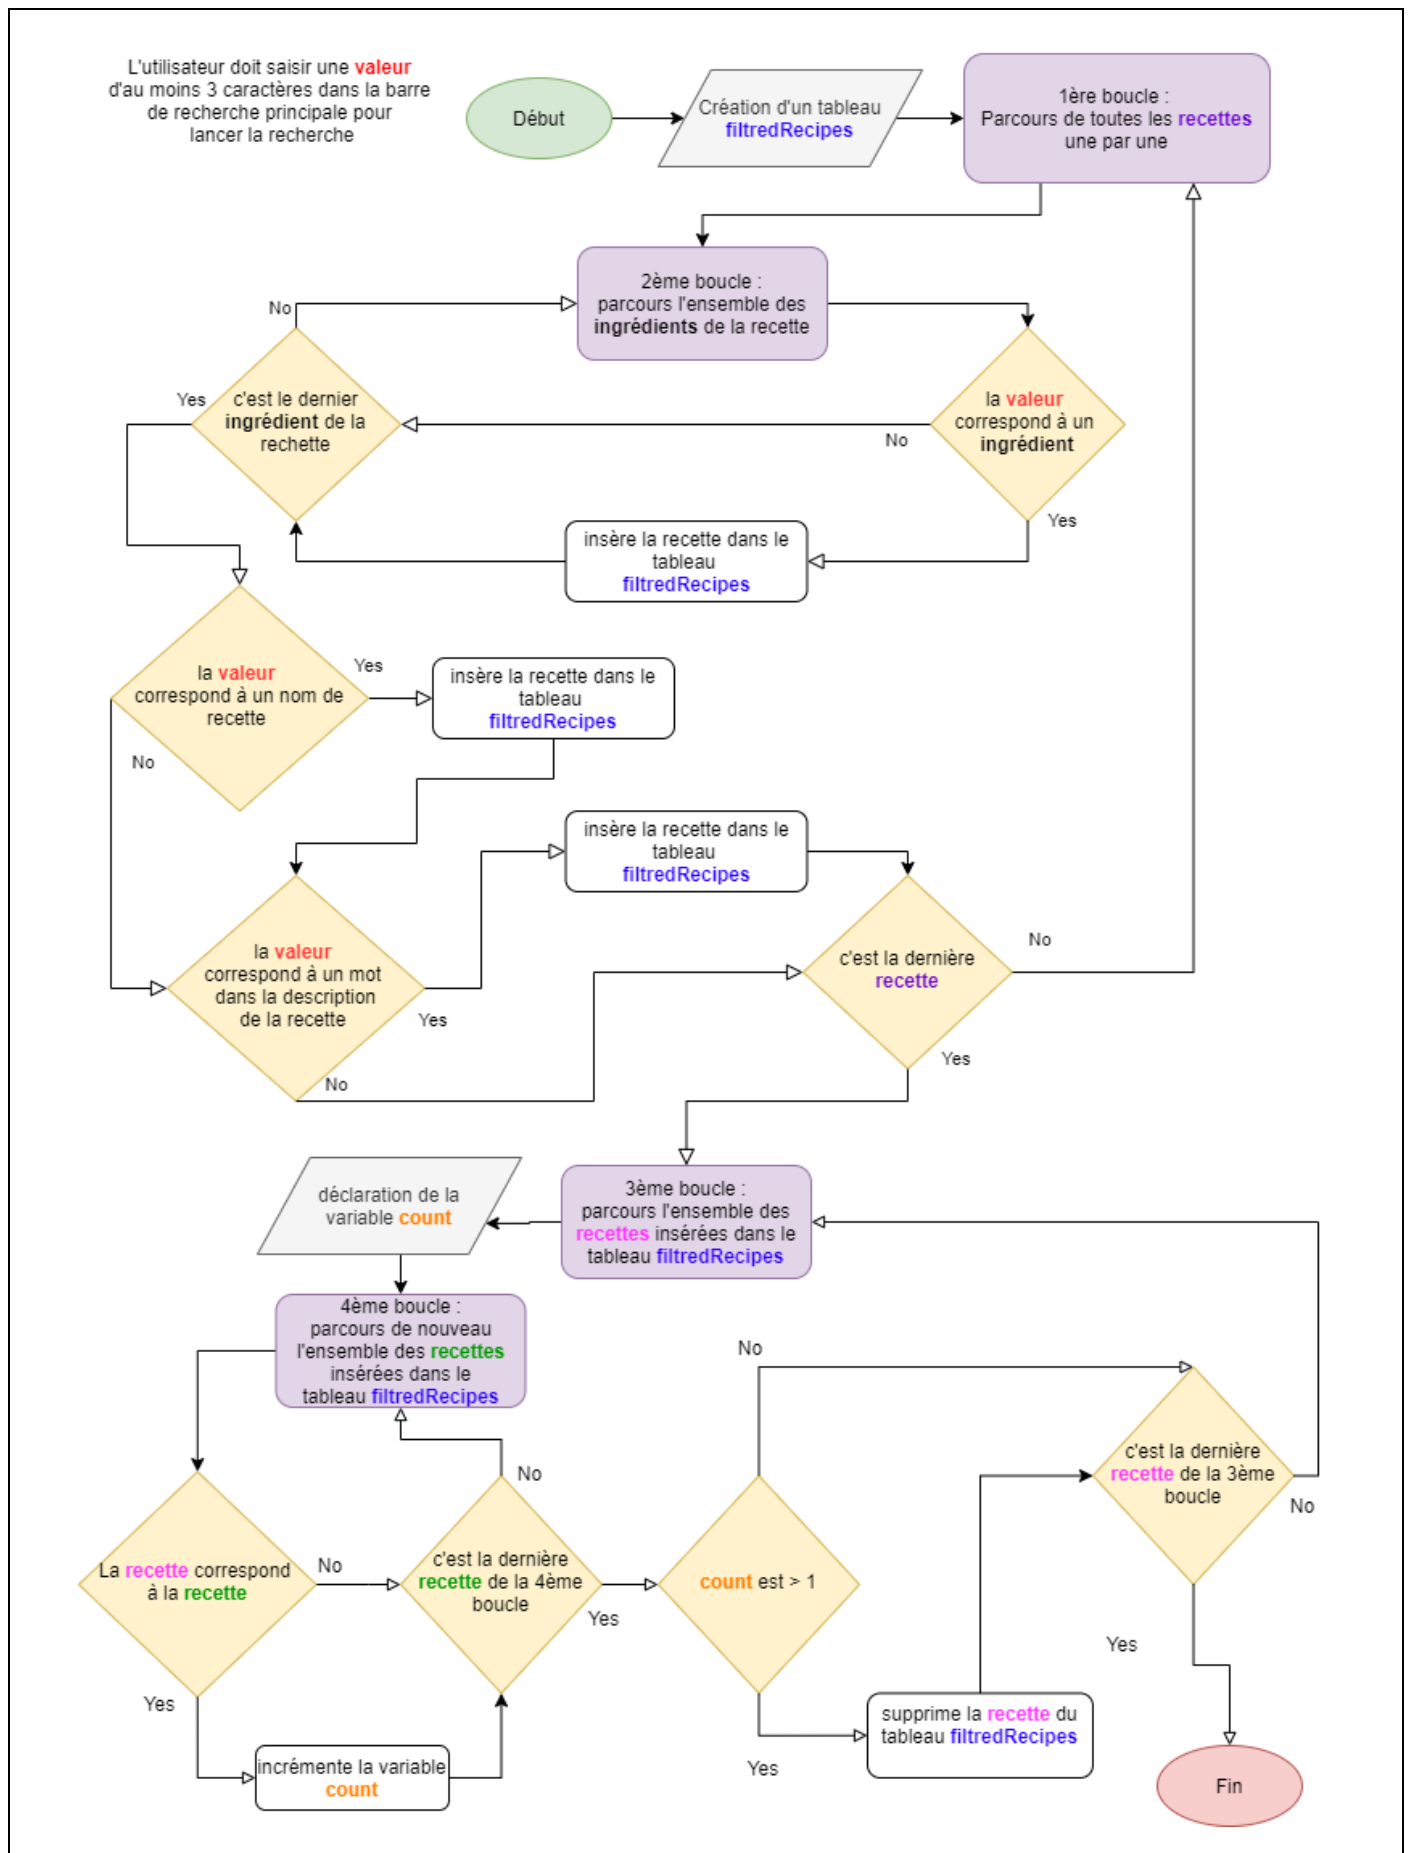 L'utilisateur doit saisir une valeur
d'au moins 3 caractères dans la barre
de recherche principale pour
lancer la recherche
Début
Création d'un tableau
filtredRecipes
1ère boucle :
Parcours de toutes les recettes
une par une
2ème boucle :
parcours l'ensemble des
ingrédients de la recette
No
Yes
c'est le dernier
ingrédient de la
rechette
la valeur
correspond à un
ingrédient
No
Yes
insère la recette dans le
tableau
filtredRecipes
la valeur
correspond à un nom de
recette
Yes
No
insère la recette dans le
tableau
filtredRecipes
insère la recette dans le
tableau
filtredRecipes
la valeur
correspond à un mot
dans la description
de la recette
Yes
No
c'est la dernière
recette
No
Yes
3ème boucle :
parcours l'ensemble des
recettes insérées dans le
tableau filtredRecipes
déclaration de la
variable count
4ème boucle :
parcours de nouveau
l'ensemble des recettes
insérées dans le
tableau filtredRecipes
La recette correspond
à la recette
No
Yes
incrémente la variable
count
c'est la dernière
recette de la 4ème
boucle
No
Yes
count est > 1
No
Yes
supprime la recette du
tableau filtredRecipes
c'est la dernière
recette de la 3ème
boucle
No
Yes
Fin